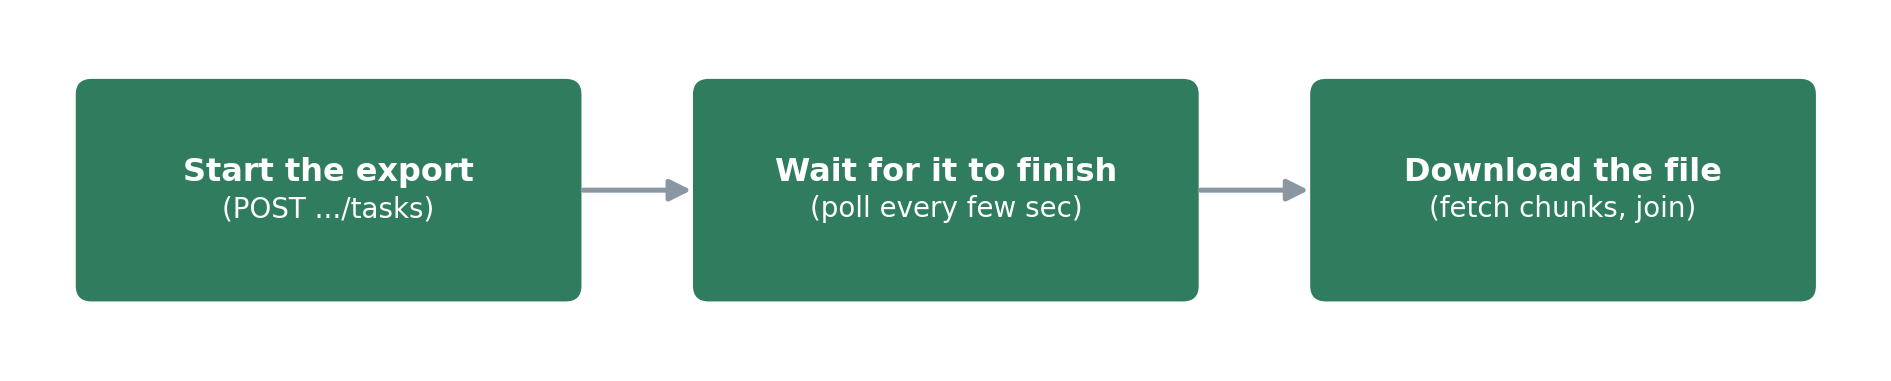 Start the export
(POST .../tasks)
Wait for it to finish
(poll every few sec)
Download the file
(fetch chunks, join)